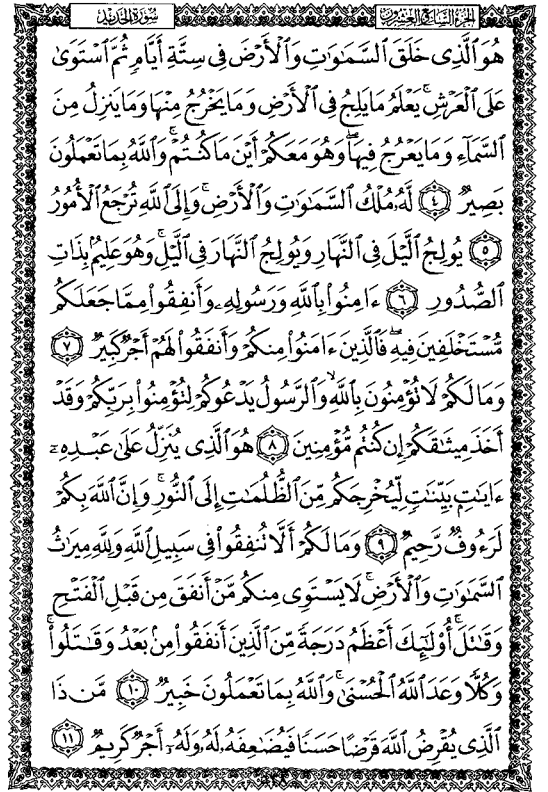 سورة الحديد
الجزء السابع والعشرون
هُوَ ٱلَّذِى خَلَقَ ٱلسَّمَٰوَٰتِ وَٱلْأَرْضَ فِى سِتَّةِ أَيَّامٍ ثُمَّ ٱسْتَوَىٰ
عَلَى ٱلْعَرْشِ ۚ يَعْلَمُ مَا يَلِجُ فِى ٱلْأَرْضِ وَمَا يَخْرُجُ مِنْهَا وَمَا يَنزِلُ مِنَ
ٱلسَّمَآءِ وَمَا يَعْرُجُ فِيهَا ۖ وَهُوَ مَعَكُمْ أَيْنَ مَا كُنتُمْ ۚ وَٱللَّهُ بِمَا تَعْمَلُونَ
بَصِيرٌ ٤ لَّهُۥ مُلْكُ ٱلسَّمَٰوَٰتِ وَٱلْأَرْضِ ۚ وَإِلَى ٱللَّهِ تُرْجَعُ ٱلْأُمُورُ
٥ يُولِجُ ٱلَّيْلَ فِى ٱلنَّهَارِ وَيُولِجُ ٱلنَّهَارَ فِى ٱلَّيْلِ ۚ وَهُوَ عَلِيمٌۢ بِذَاتِ
ٱلصُّدُورِ ٦ ءَامِنُوا۟ بِٱللَّهِ وَرَسُولِهِۦ وَأَنفِقُوا۟ مِمَّا جَعَلَكُم
مُّسْتَخْلَفِينَ فِيهِ ۖ فَٱلَّذِينَ ءَامَنُوا۟ مِنكُمْ وَأَنفَقُوا۟ لَهُمْ أَجْرٌ كَبِيرٌ ٧
وَمَا لَكُمْ لَا تُؤْمِنُونَ بِٱللَّهِ ۙ وَٱلرَّسُولُ يَدْعُوكُمْ لِتُؤْمِنُوا۟ بِرَبِّكُمْ وَقَدْ
أَخَذَ مِيثَٰقَكُمْ إِن كُنتُم مُّؤْمِنِينَ ٨ هُوَ ٱلَّذِى يُنَزِّلُ عَلَىٰ عَبْدِهِۦٓ
ءَايَٰتٍۭ بَيِّنَٰتٍ لِّيُخْرِجَكُم مِّنَ ٱلظُّلُمَٰتِ إِلَى ٱلنُّورِ ۚ وَإِنَّ ٱللَّهَ بِكُمْ
لَرَءُوفٌ رَّحِيمٌ ٩ وَمَا لَكُمْ أَلَّا تُنفِقُوا۟ فِى سَبِيلِ ٱللَّهِ وَلِلَّهِ مِيرَٰثُ
ٱلسَّمَٰوَٰتِ وَٱلْأَرْضِ ۚ لَا يَسْتَوِى مِنكُم مَّنْ أَنفَقَ مِن قَبْلِ ٱلْفَتْحِ
وَقَٰتَلَ ۚ أُو۟لَٰٓئِكَ أَعْظَمُ دَرَجَةً مِّنَ ٱلَّذِينَ أَنفَقُوا۟ مِنۢ بَعْدُ وَقَٰتَلُوا۟ ۚ
وَكُلًّا وَعَدَ ٱللَّهُ ٱلْحُسْنَىٰ ۚ وَٱللَّهُ بِمَا تَعْمَلُونَ خَبِيرٌ ١٠ مَّن ذَا
ٱلَّذِى يُقْرِضُ ٱللَّهَ قَرْضًا حَسَنًا فَيُضَٰعِفَهُۥ لَهُۥ وَلَهُۥٓ أَجْرٌ كَرِيمٌ ١١